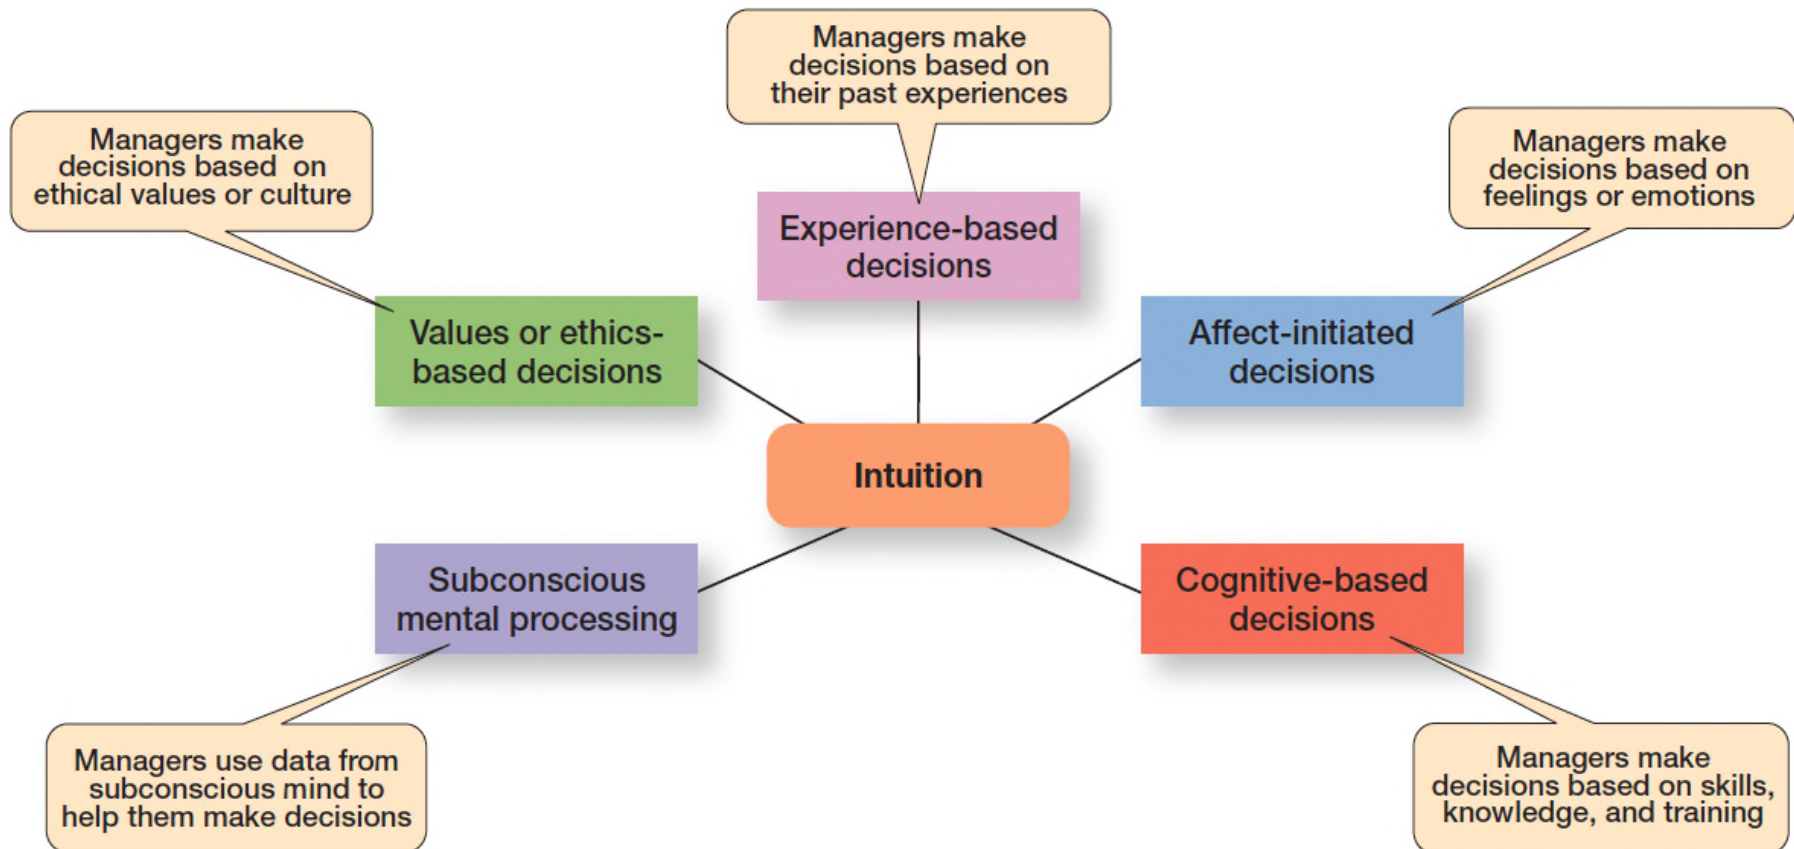 Managers make
decisions based on
their past experiences
Managers make
decisions based on
ethical values or culture
Managers make
decisions based on
feelings or emotions
Experience-based
decisions
Values or ethics-
based decisions
Affect-initiated
decisions
Intuition
Subconscious
mental processing
Cognitive-based
decisions
Managers use data from
subconscious mind to
help them make decisions
Managers make
decisions based on skills,
knowledge, and training